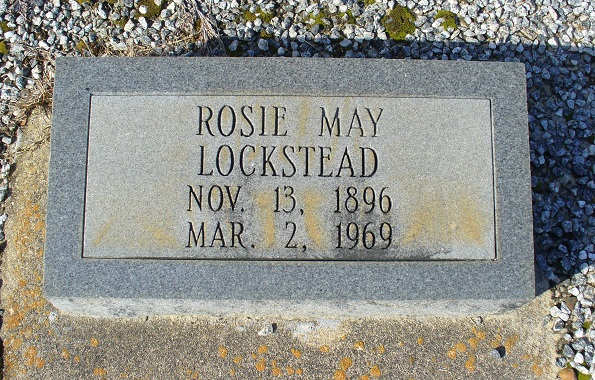 ROSIE MAY
LOCKSTEAD
NOV. 13, 1896
MAR. 2, 1969